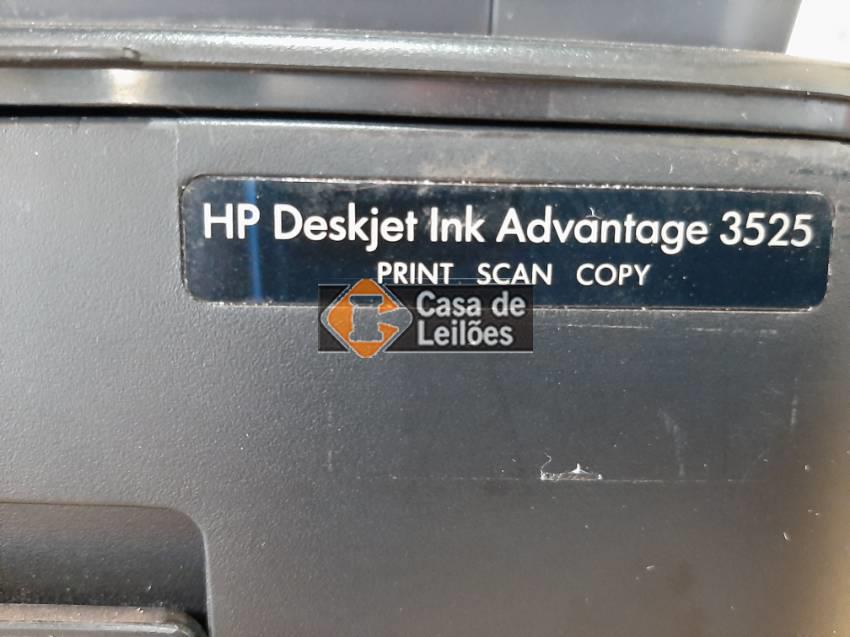 HP Deskjet Ink Advantage 3525
PRINT SCAN COPY
Casa de
Leilões